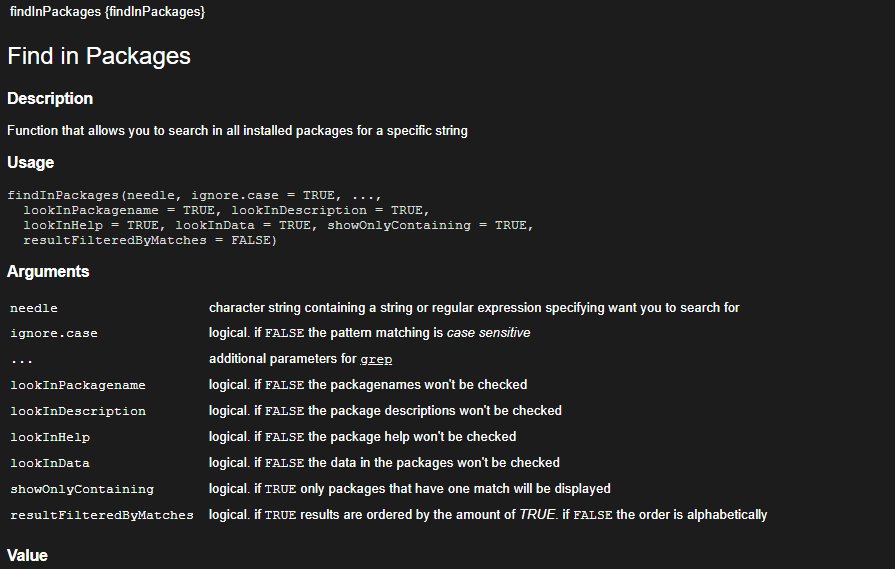 findInPackages {findInPackages}
Find in Packages
Description
Function that allows you to search in all installed packages for a specific string
Usage
findInPackages(needle, ignore.case = TRUE, ...,
  lookInPackagename = TRUE, lookInDescription = TRUE,
  lookInHelp = TRUE, lookInData = TRUE, showOnlyContaining = TRUE,
  resultFilteredByMatches = FALSE)
Arguments
needle character string containing a string or regular expression specifying want you to search for
ignore.case logical. if FALSE the pattern matching is case sensitive
... additional parameters for grep
lookInPackagename logical. if FALSE the packagenames won't be checked
lookInDescription logical. if FALSE the package descriptions won't be checked
lookInHelp logical. if FALSE the package help won't be checked
lookInData logical. if FALSE the data in the packages won't be checked
showOnlyContaining logical. if TRUE only packages that have one match will be displayed
resultFilteredByMatches logical. if TRUE results are ordered by the amount of TRUE. if FALSE the order is alphabetically
Value